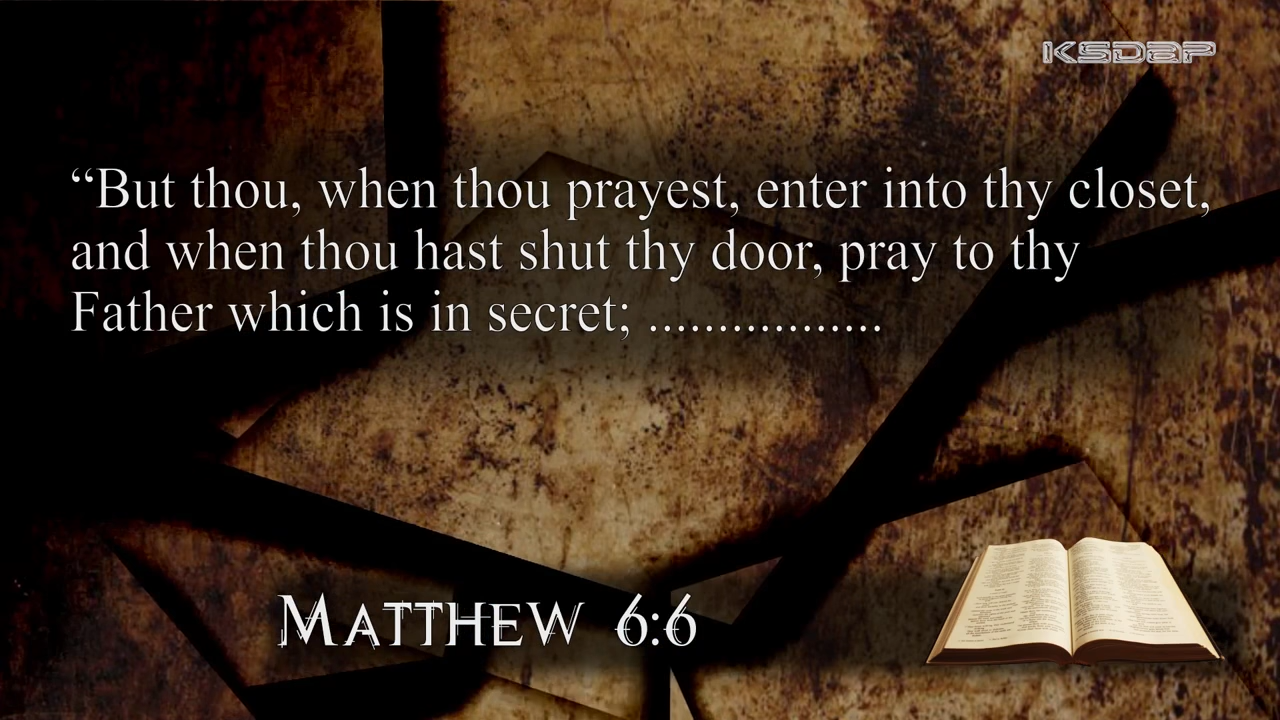 KSDAP
“But thou, when thou prayest, enter into thy closet,
and when thou hast shut thy door, pray to thy
Father which is in secret; .................
Matthew 6:6